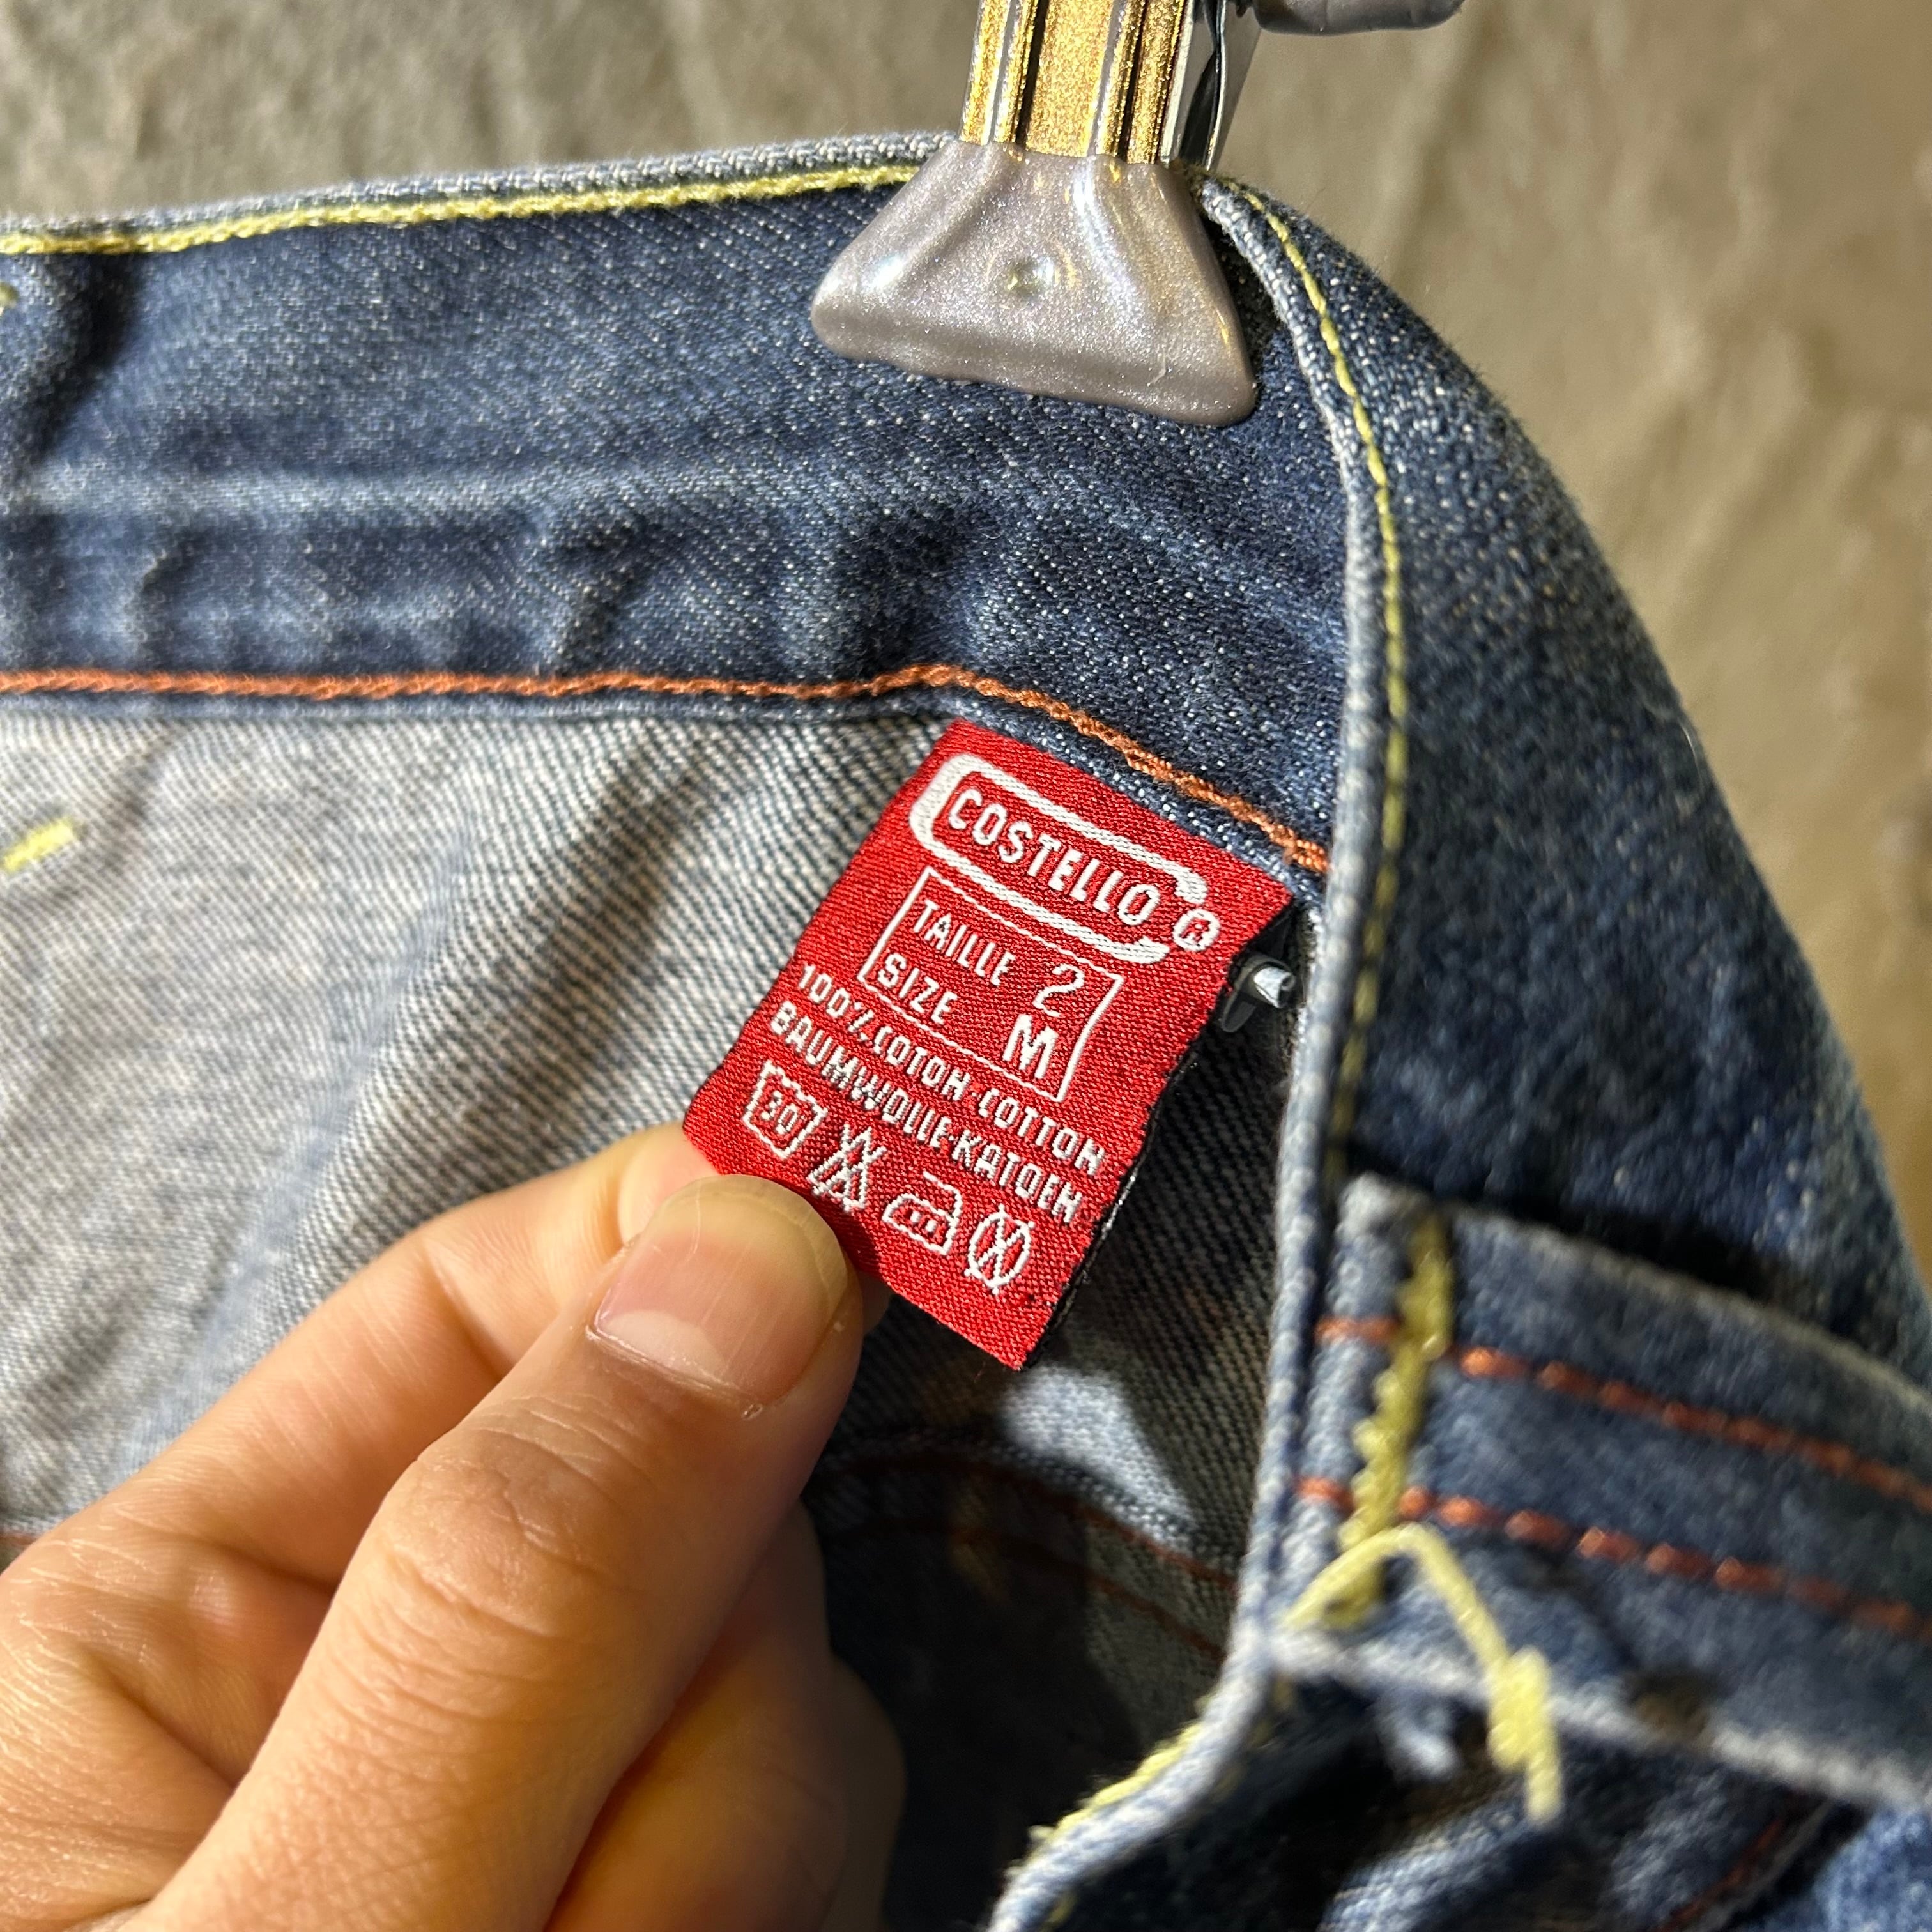 COSTELLO ®
TAILLE 2
SIZE M
100% COTON-COTTON
BAUMWOLLE-KATOEN
30